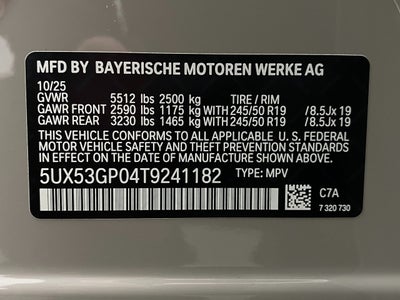 MFD BY BAYERISCHE MOTOREN WERKE AG
10/25
GVWR 5512 lbs 2500 kg TIRE / RIM
GAWR FRONT 2590 lbs 1175 kg WITH 245/50 R19 / 8.5Jx 19
GAWR REAR 3230 lbs 1465 kg WITH 245/50 R19 / 8.5Jx 19
THIS VEHICLE CONFORMS TO ALL APPLICABLE U. S. FEDERAL
MOTOR VEHICLE SAFETY, BUMPER, AND THEFT PREVENTION
STANDARDS IN EFFECT ON THE DATE OF MANUFACTURE SHOWN ABOVE.
5UX53GP04T9241182 TYPE: MPV
C7A
7 320 730